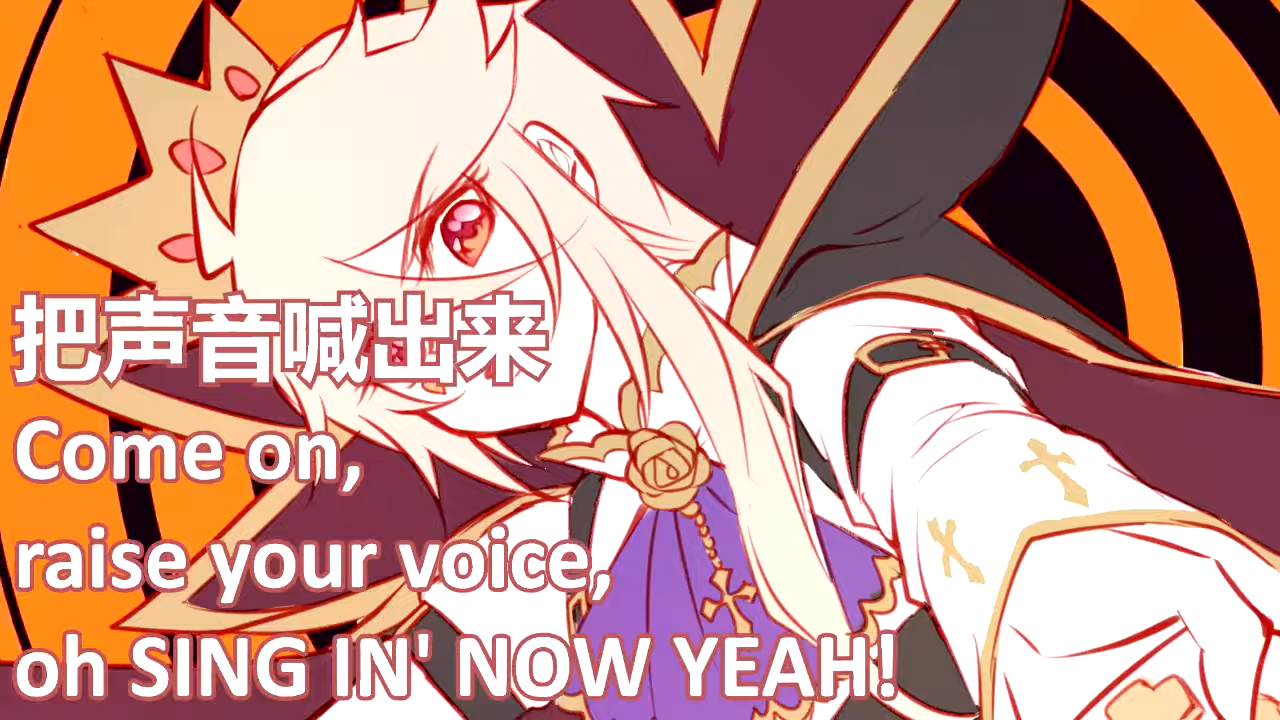 把声音喊出来
Come on,
raise your voice,
oh SING IN' NOW YEAH!